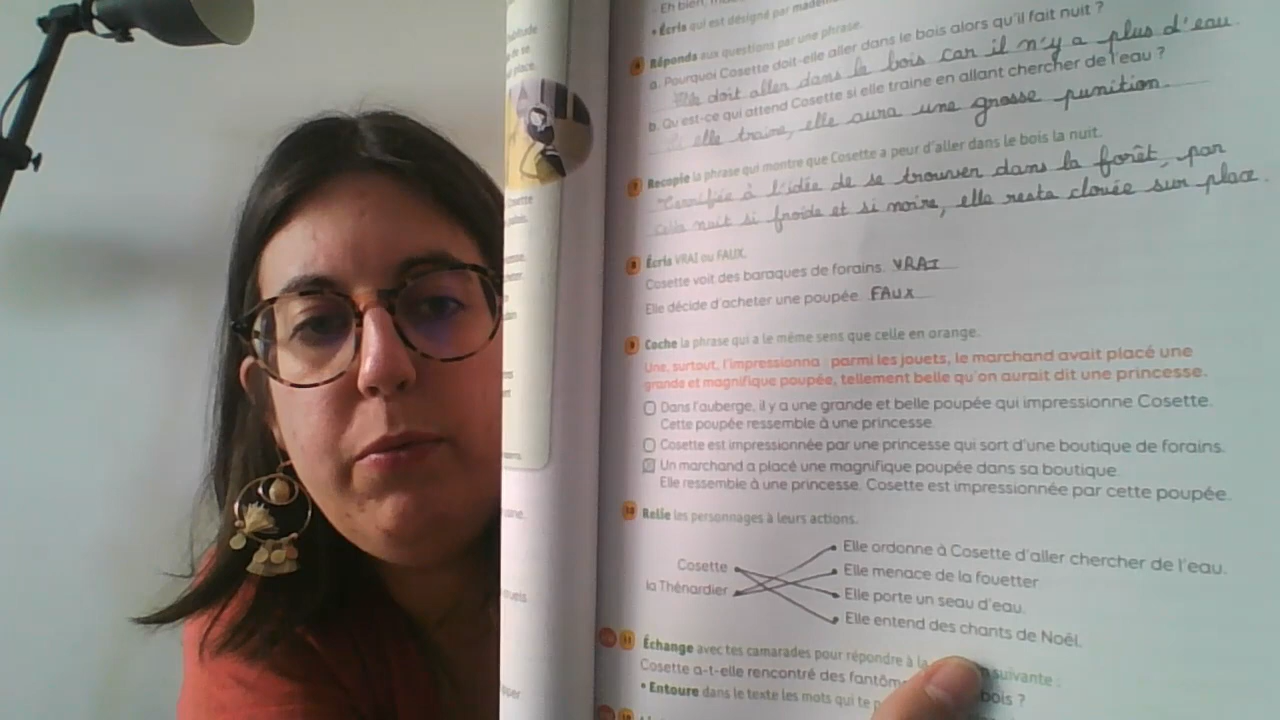 Eh bien,
• Écris qui est désigné par
Réponds aux questions par une phrase.
a. Pourquoi Cosette doit-elle aller dans le bois alors qu'il fait nuit ?
Elle doit aller dans le bois car il n'y a plus d'eau.
b. Qu'est-ce qui attend Cosette si elle traine en allant chercher de l'eau ?
elle traine, elle aura une grosse punition.
7 Recopie la phrase qui montre que Cosette a peur d'aller dans le bois la nuit.
Terrifiée à l'idée de se trouver dans la forêt, par
cette nuit si froide et si noire, elle resta clouée sur place.
8 Écris VRAI ou FAUX.
Cosette voit des baraques de forains. VRAI
Elle décide d'acheter une poupée. FAUX
9 Coche la phrase qui a le même sens que celle en orange.
Une, surtout, l'impressionna : parmi les jouets, le marchand avait placé une
grande et magnifique poupée, tellement belle qu'on aurait dit une princesse.
Dans l'auberge, il y a une grande et belle poupée qui impressionne Cosette.
Cette poupée ressemble à une princesse.
Cosette est impressionnée par une princesse qui sort d'une boutique de forains.
Un marchand a placé une magnifique poupée dans sa boutique.
Elle ressemble à une princesse. Cosette est impressionnée par cette poupée.
10 Relie les personnages à leurs actions.
Elle ordonne à Cosette d'aller chercher de l'eau.
Cosette
Elle menace de la fouetter
la Thénardier
Elle porte un seau d'eau.
Elle entend des chants de Noël.
11 Échange avec tes camarades pour répondre à la suivante :
Cosette a-t-elle rencontré des bois ?
• Entoure dans le texte les mots qui te